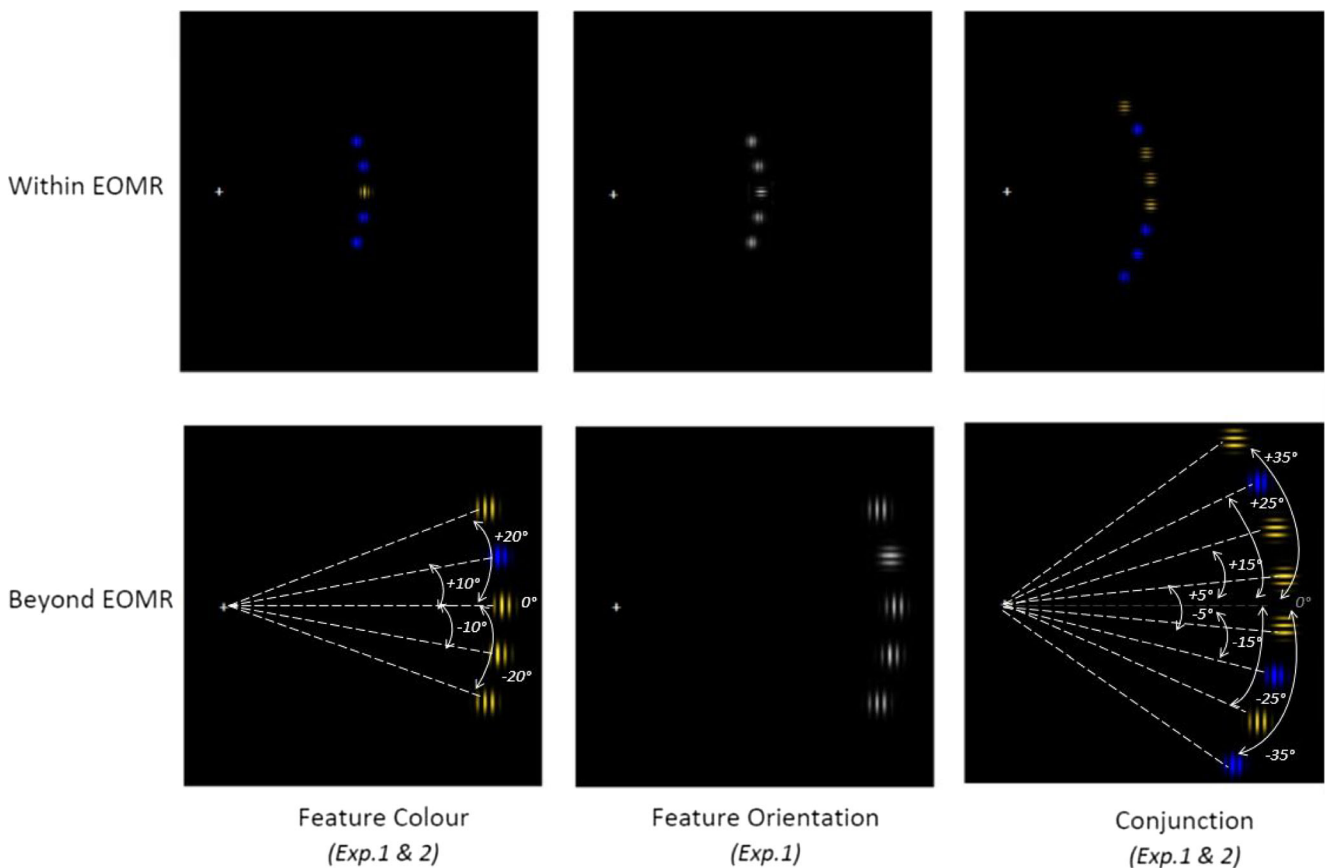 Within EOMR
Beyond EOMR
+20°
+10°
0°
-10°
-20°
+35°
+25°
+15°
+5°
0°
-5°
-15°
-25°
-35°
Feature Colour
(Exp.1 & 2)
Feature Orientation
(Exp.1)
Conjunction
(Exp.1 & 2)